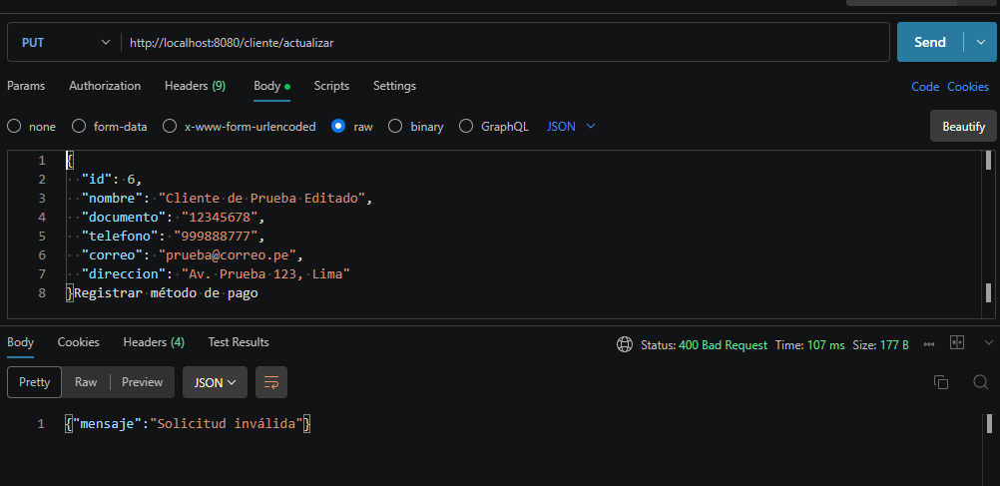 PUT http://localhost:8080/cliente/actualizar Send
Params Authorization Headers (9) Body Scripts Settings Code Cookies
none form-data x-www-form-urlencoded raw binary GraphQL JSON Beautify
1 {
2 "id": 6,
3 "nombre": "Cliente de Prueba Editado",
4 "documento": "12345678",
5 "telefono": "999888777",
6 "correo": "prueba@correo.pe",
7 "direccion": "Av. Prueba 123, Lima"
8 }Registrar método de pago
Body Cookies Headers (4) Test Results Status: 400 Bad Request Time: 107 ms Size: 177 B
Pretty Raw Preview JSON
1 {"mensaje":"Solicitud inválida"}